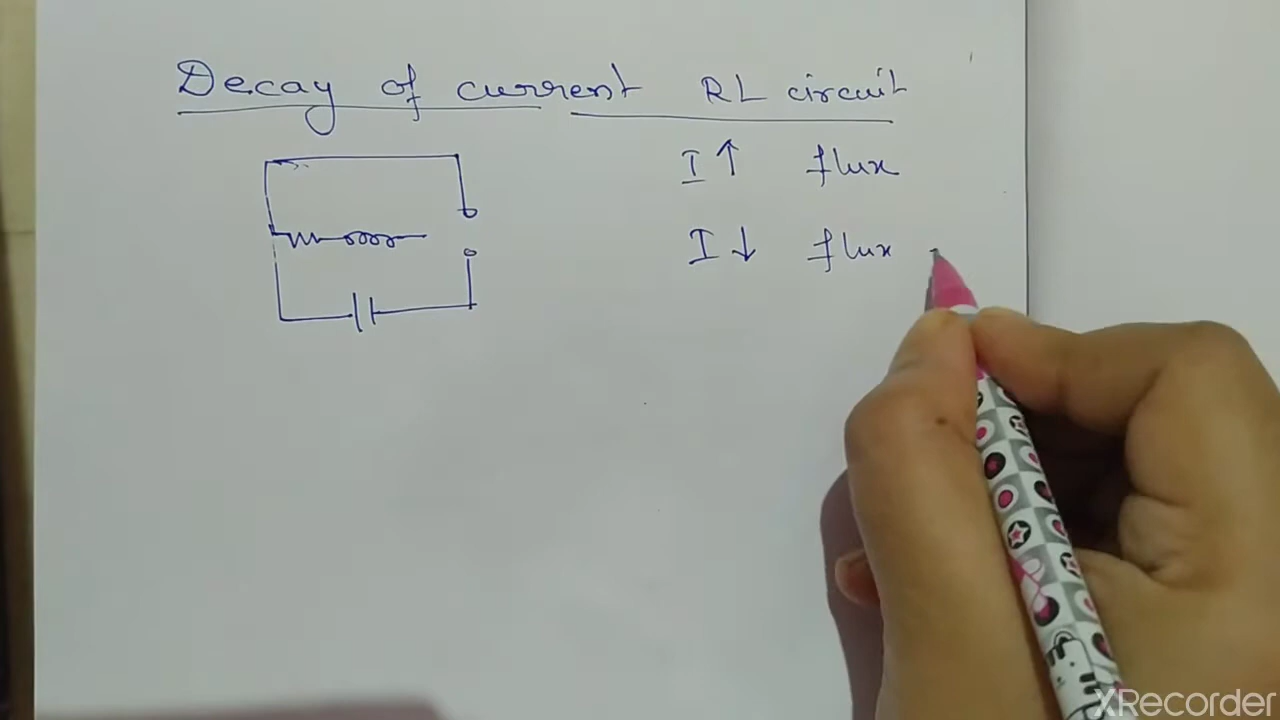 Decay of current RL circuit
I ↑ flux
I ↓ flux
XRecorder